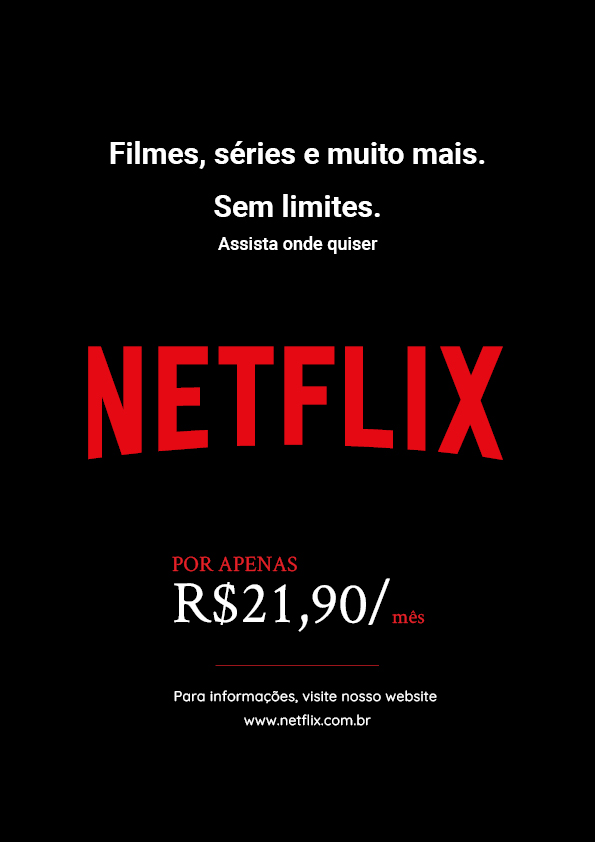 Filmes, séries e muito mais.
Sem limites.
Assista onde quiser
NETFLIX
POR APENAS
R$21,90/ mês
Para informações, visite nosso website
www.netflix.com.br